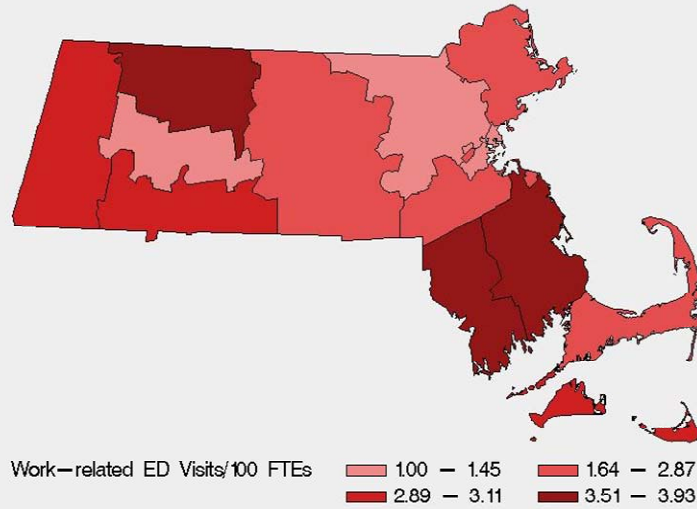 Work-related ED Visits/100 FTEs 1.00 - 1.45 1.64 - 2.87
2.89 - 3.11 3.51 - 3.93